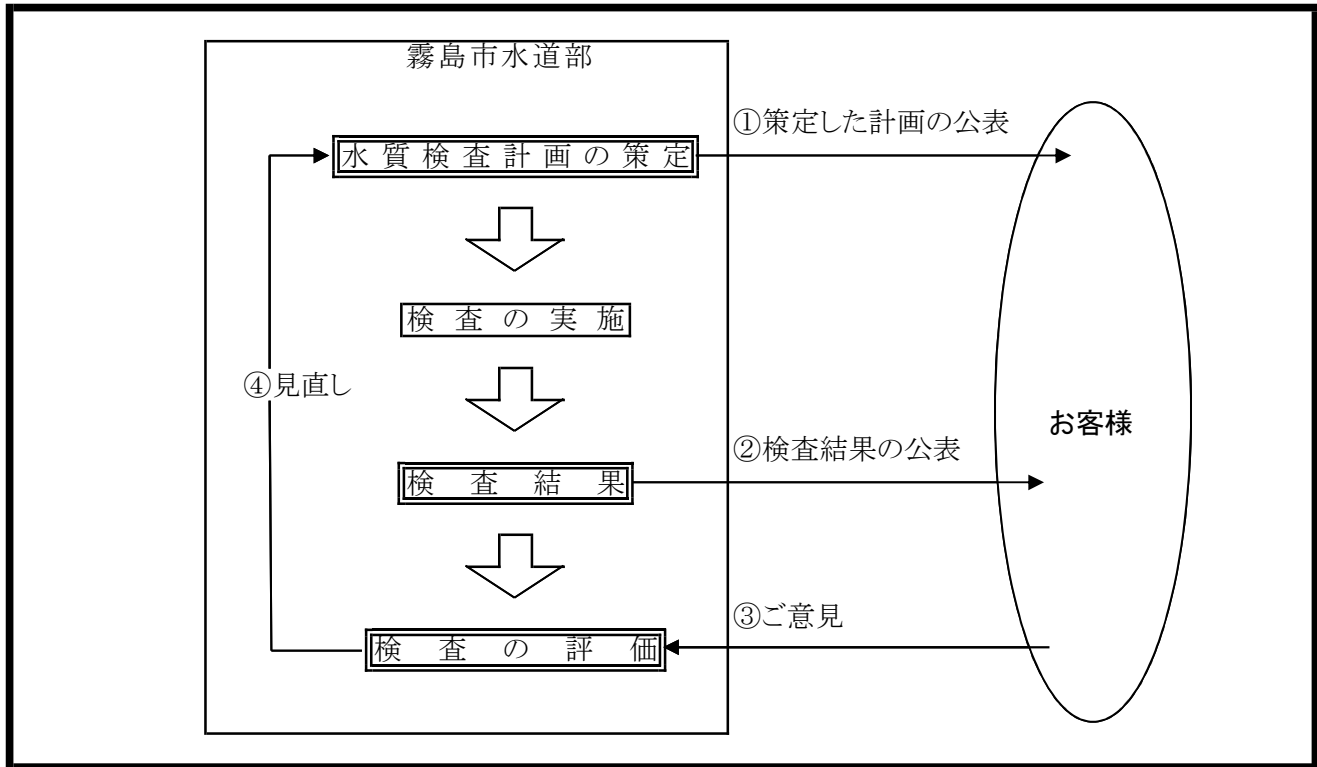 霧島市水道部
①策定した計画の公表
水質検査計画の策定
検査の実施
④見直し
お客様
②検査結果の公表
検査結果
③ご意見
検査の評価